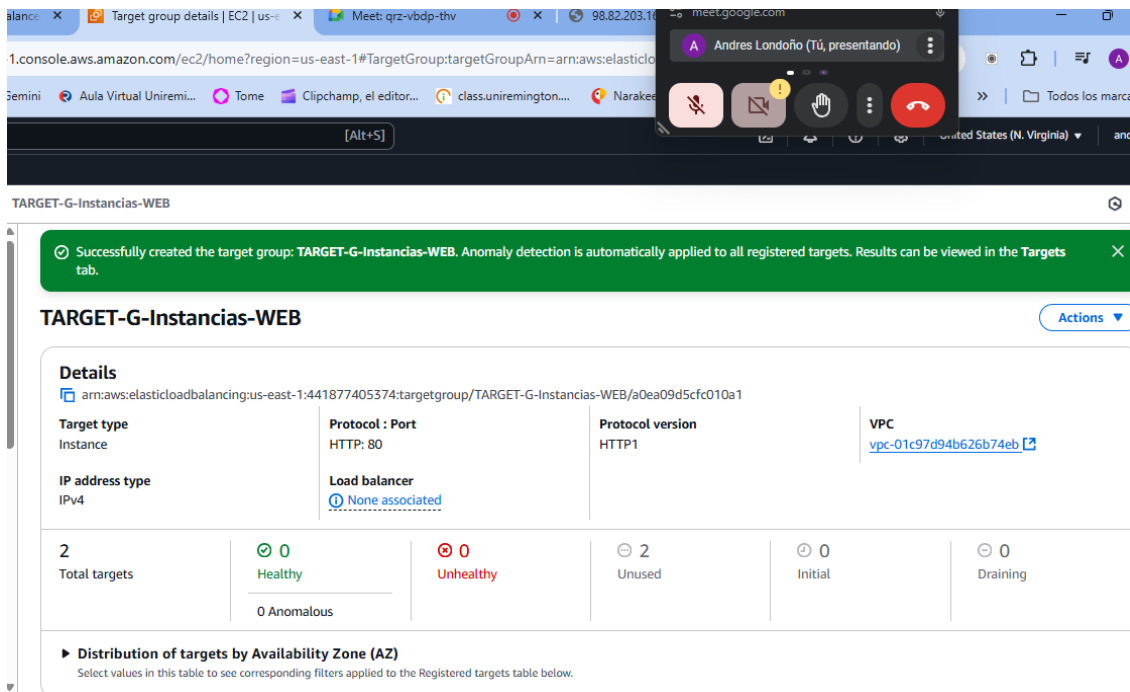 alance
Target group details | EC2 | us-e
Meet: qrz-vbdp-thv
98.82.203.16
meet.google.com
A Andres Londoño (Tú, presentando)
1.console.aws.amazon.com/ec2/home?region=us-east-1#TargetGroup:targetGroupArn=arn:aws:elasticlo
A
Gemini Aula Virtual Uniremi... Tome Clipchamp, el editor... class.uniremington.... Narakee » Todos los marca
[Alt+S] United States (N. Virginia) and
TARGET-G-Instancias-WEB
Successfully created the target group: TARGET-G-Instancias-WEB. Anomaly detection is automatically applied to all registered targets. Results can be viewed in the Targets
tab.
TARGET-G-Instancias-WEB
Actions
Details
arn:aws:elasticloadbalancing:us-east-1:441877405374:targetgroup/TARGET-G-Instancias-WEB/a0ea09d5cfc010a1
Target type Protocol : Port Protocol version VPC
Instance HTTP: 80 HTTP1 vpc-01c97d94b626b74eb
IP address type Load balancer
IPv4 None associated
2 0 0 2 0 0
Total targets Healthy Unhealthy Unused Initial Draining
0 Anomalous
Distribution of targets by Availability Zone (AZ)
Select values in this table to see corresponding filters applied to the Registered targets table below.